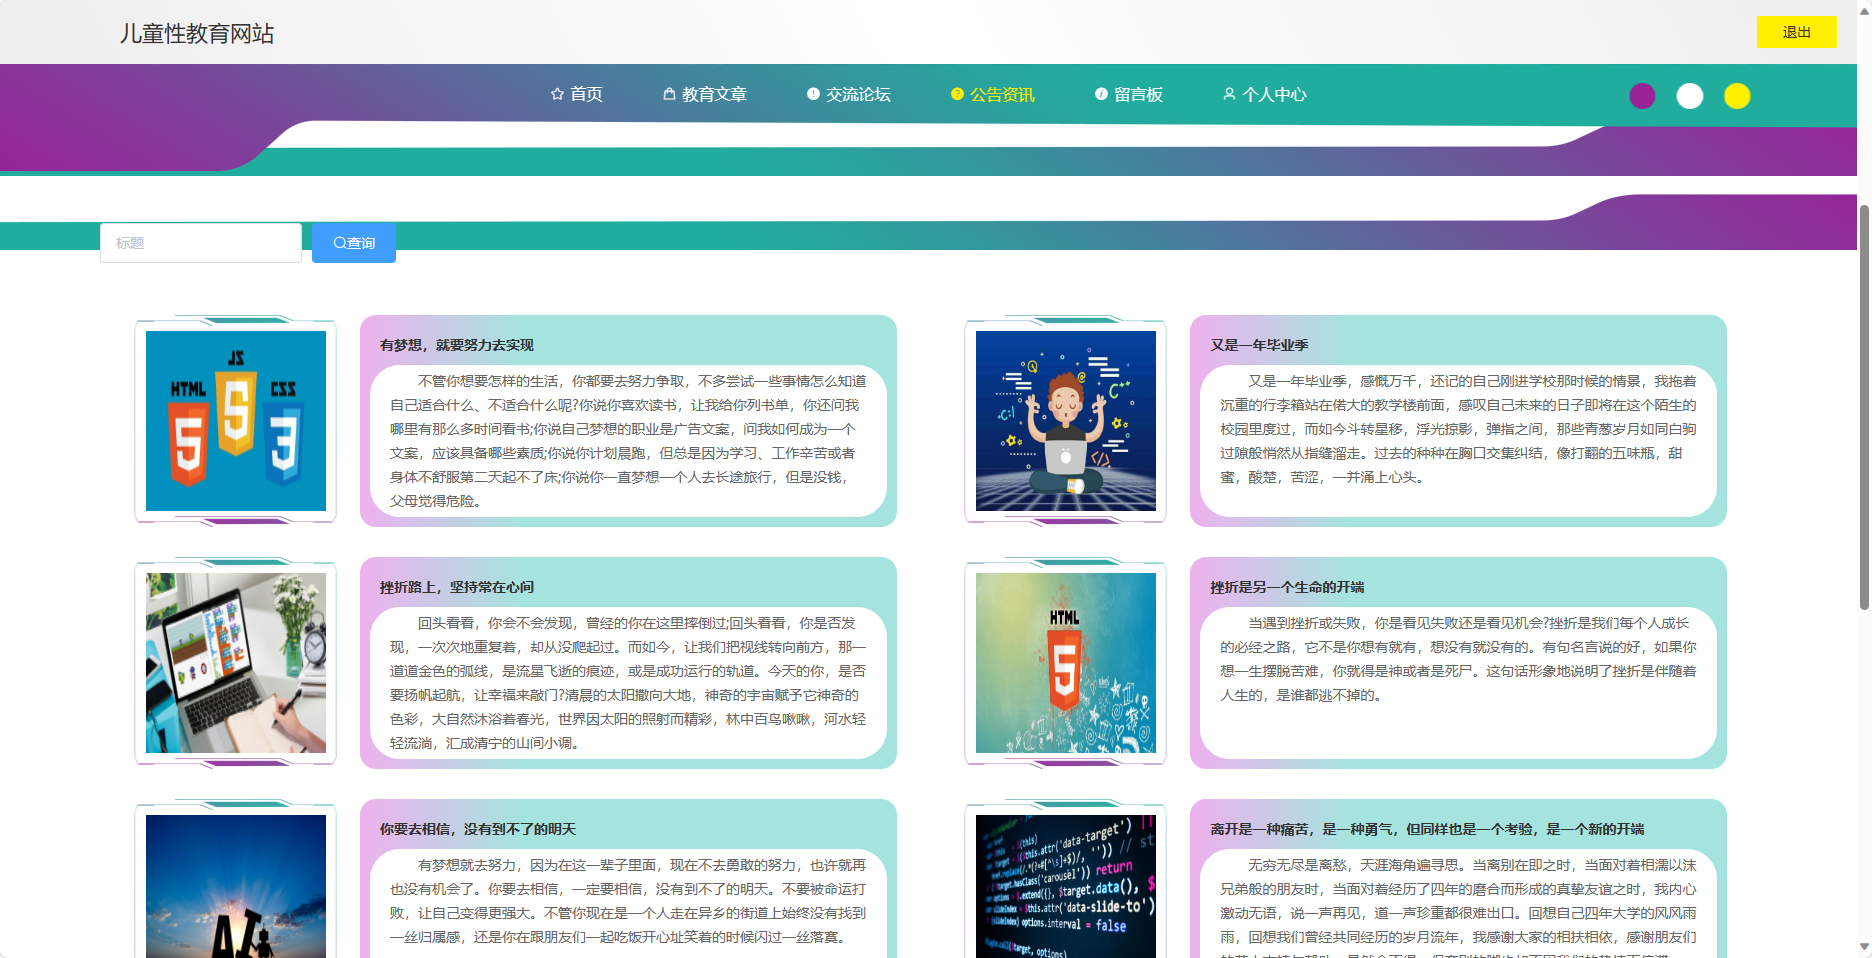 儿童性教育网站
退出
首页 教育文章 交流论坛 公告资讯 留言板 个人中心
标题 查询
JS
HTML
CSS
5
5
3
有梦想，就要努力去实现
不管你想要怎样的生活，你都要去努力争取，不多尝试一些事情怎么知道
自己适合什么、不适合什么呢?你说你喜欢读书，让我给你列书单，你还问我
哪里有那么多时间看书;你说自己梦想的职业是广告文案，问我如何成为一个
文案，应该具备哪些素质;你说你计划晨跑，但总是因为学习、工作辛苦或者
身体不舒服第二天起不了床;你说你一直梦想一个人去长途旅行，但是没钱，
父母觉得危险。
C++
C:\
</>
又是一年毕业季
又是一年毕业季，感慨万千，还记的自己刚进学校那时候的情景，我拖着
沉重的行李箱站在偌大的教学楼前面，感叹自己未来的日子即将在这个陌生的
校园里度过，而如今斗转星移，浮光掠影，弹指之间，那些青葱岁月如同白驹
过隙般悄然从指缝溜走。过去的种种在胸口交集纠结，像打翻的五味瓶，甜
蜜，酸楚，苦涩，一并涌上心头。
挫折路上，坚持常在心间
回头看看，你会不会发现，曾经的你在这里摔倒过;回头看看，你是否发
现，一次次地重复着，却从没爬起过。而如今，让我们把视线转向前方，那一
道道金色的弧线，是流星飞逝的痕迹，或是成功运行的轨道。今天的你，是否
要扬帆起航，让幸福来敲门?清晨的太阳撒向大地，神奇的宇宙赋予它神奇的
色彩，大自然沐浴着春光，世界因太阳的照射而精彩，林中百鸟啾啾，河水轻
轻流淌，汇成清宁的山间小调。
HTML
5
挫折是另一个生命的开端
当遇到挫折或失败，你是看见失败还是看见机会?挫折是我们每个人成长
的必经之路，它不是你想有就有，想没有就没有的。有句名言说的好，如果你
想一生摆脱苦难，你就得是神或者是死尸。这句话形象地说明了挫折是伴随着
人生的，是谁都逃不掉的。
AI
你要去相信，没有到不了的明天
有梦想就去努力，因为在这一辈子里面，现在不去勇敢的努力，也许就再
也没有机会了。你要去相信，一定要相信，没有到不了的明天。不要被命运打
败，让自己变得更强大。不管你现在是一个人走在异乡的街道上始终没有找到
一丝归属感，还是你在跟朋友们一起吃饭开心址笑着的时候闪过一丝落寞。
.attr('data-target')
return
.hasClass('carousel'))
$target.data(),
.attr('data-slide-to')
options.interval = false
离开是一种痛苦，是一种勇气，但同样也是一个考验，是一个新的开端
无穷无尽是离愁，天涯海角遍寻思。当离别在即之时，当面对着相濡以沫
兄弟般的朋友时，当面对着经历了四年的磨合而形成的真挚友谊之时，我内心
激动无语，说一声再见，道一声珍重都很难出口。回想自己四年大学的风风雨
雨，回想我们曾经共同经历的岁月流年，我感谢大家的相扶相依，感谢朋友们